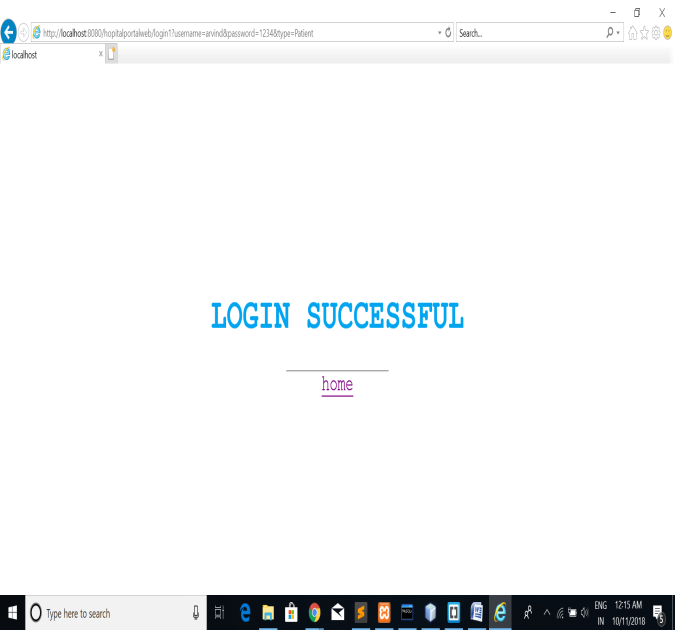 http://localhost:8080/hopitalportalweb/login1?username=arvind&password=1234&type=Patient
Search...
localhost
LOGIN SUCCESSFUL
home
Type here to search
ENG 12:15 AM
IN 10/11/2018
5